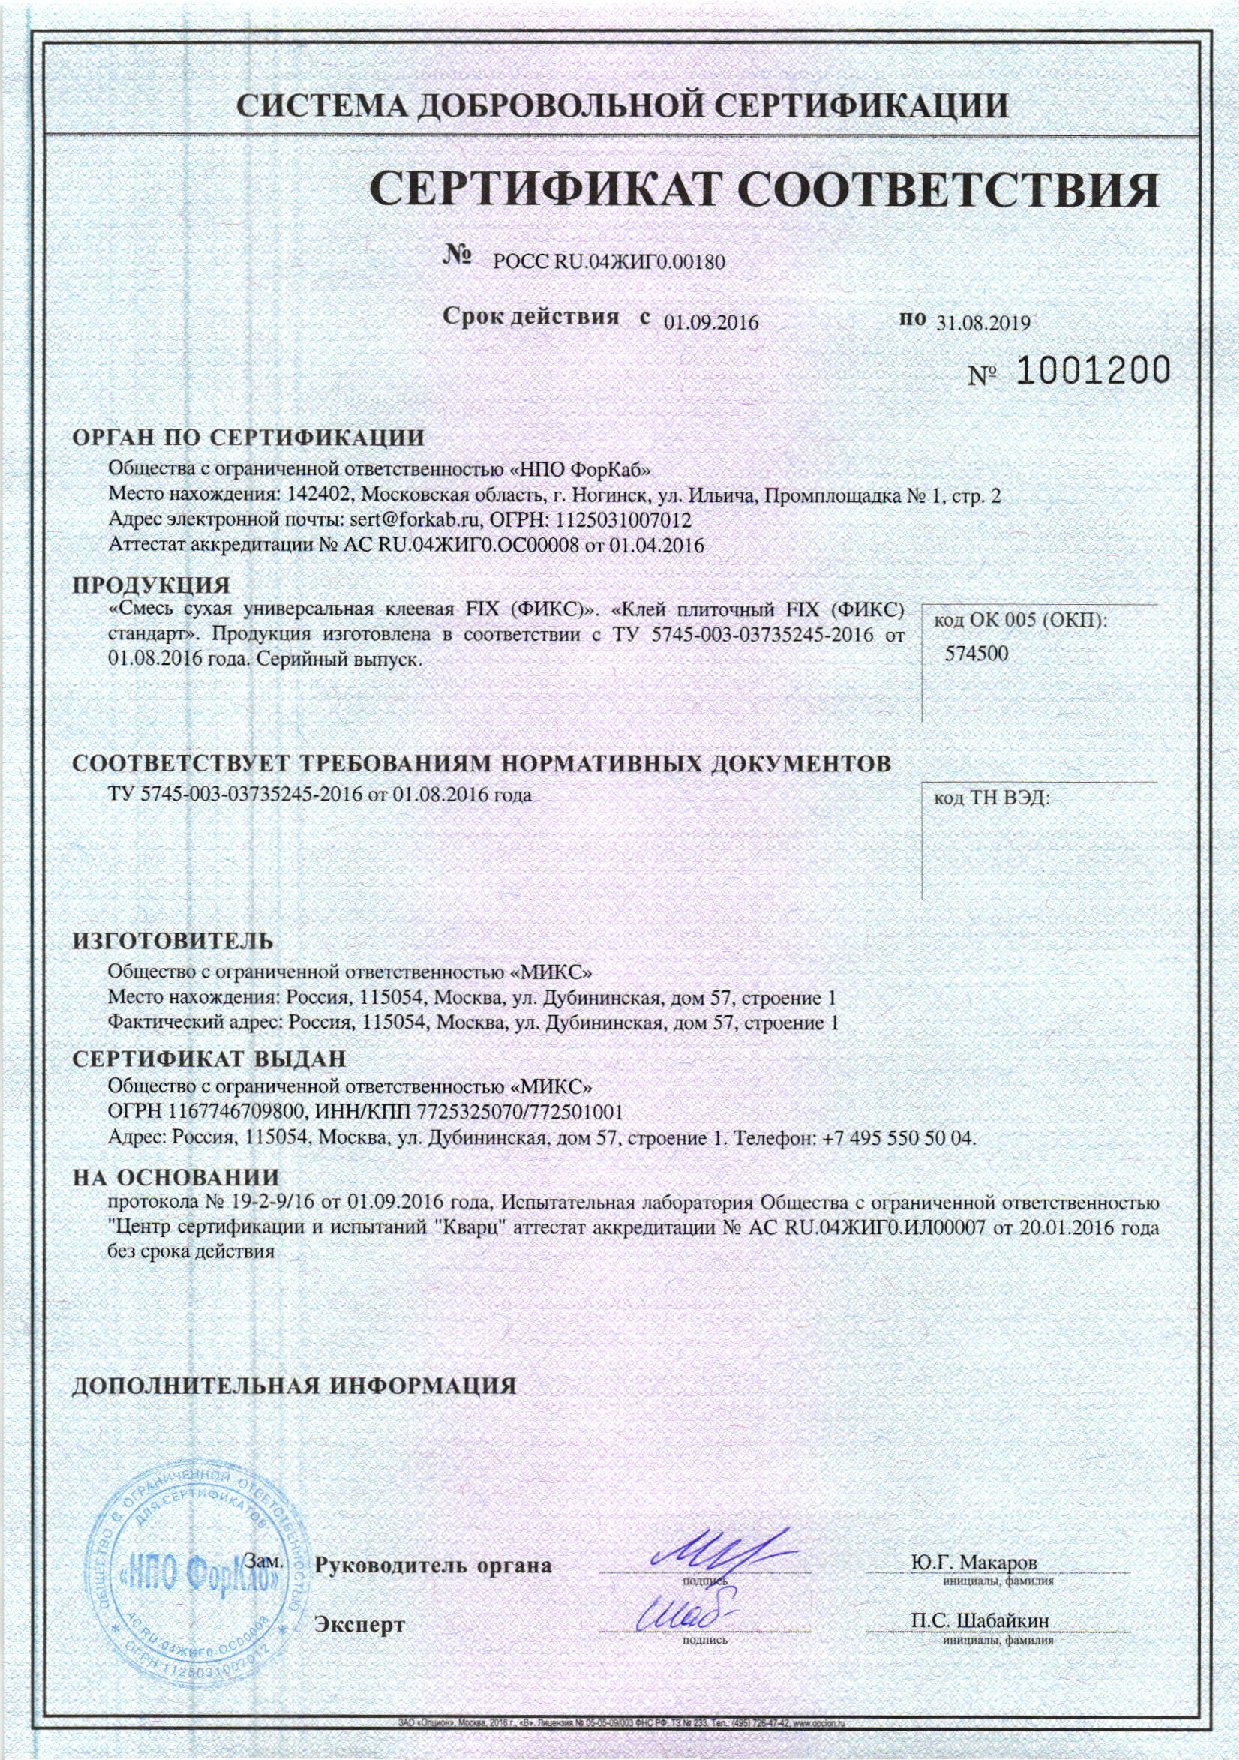 СИСТЕМА ДОБРОВОЛЬНОЙ СЕРТИФИКАЦИИ
СЕРТИФИКАТ СООТВЕТСТВИЯ
№ РОСС RU.04ЖИГ0.00180
Срок действия с 01.09.2016 по 31.08.2019
№ 1001200
ОРГАН ПО СЕРТИФИКАЦИИ
Общества с ограниченной ответственностью «НПО ФорКаб»
Место нахождения: 142402, Московская область, г. Ногинск, ул. Ильича, Промплощадка № 1, стр. 2
Адрес электронной почты: sert@forkab.ru, ОГРН: 1125031007012
Аттестат аккредитации № АС RU.04ЖИГ0.ОС00008 от 01.04.2016
ПРОДУКЦИЯ
«Смесь сухая универсальная клеевая FIX (ФИКС)». «Клей плиточный FIX (ФИКС)
стандарт». Продукция изготовлена в соответствии с ТУ 5745-003-03735245-2016 от
01.08.2016 года. Серийный выпуск.
код ОК 005 (ОКП):
574500
СООТВЕТСТВУЕТ ТРЕБОВАНИЯМ НОРМАТИВНЫХ ДОКУМЕНТОВ
ТУ 5745-003-03735245-2016 от 01.08.2016 года
код ТН ВЭД:
ИЗГОТОВИТЕЛЬ
Общество с ограниченной ответственностью «МИКС»
Место нахождения: Россия, 115054, Москва, ул. Дубининская, дом 57, строение 1
Фактический адрес: Россия, 115054, Москва, ул. Дубининская, дом 57, строение 1
СЕРТИФИКАТ ВЫДАН
Общество с ограниченной ответственностью «МИКС»
ОГРН 1167746709800, ИНН/КПП 7725325070/772501001
Адрес: Россия, 115054, Москва, ул. Дубининская, дом 57, строение 1. Телефон: +7 495 550 50 04.
НА ОСНОВАНИИ
протокола № 19-2-9/16 от 01.09.2016 года, Испытательная лаборатория Общества с ограниченной ответственностью
"Центр сертификации и испытаний "Кварц" аттестат аккредитации № АС RU.04ЖИГ0.ИЛ00007 от 20.01.2016 года
без срока действия
ДОПОЛНИТЕЛЬНАЯ ИНФОРМАЦИЯ
ОБЩЕСТВО С ОГРАНИЧЕННОЙ ОТВЕТСТВЕННОСТЬЮ
ДЛЯ СЕРТИФИКАТОВ
«НПО ФорКаб»
АС RU.04ЖИГ0.ОС00008
* ОГРН 1125031007012 *
Зам. Руководитель органа
подпись
Ю.Г. Макаров
инициалы, фамилия
Эксперт
Шаб
подпись
П.С. Шабайкин
инициалы, фамилия
ЗАО «Опцион», Москва, 2016 г., «В». Лицензия № 05-05-09/003 ФНС РФ. ТЗ № 233. Тел.: (495) 726-47-42, www.opcion.ru